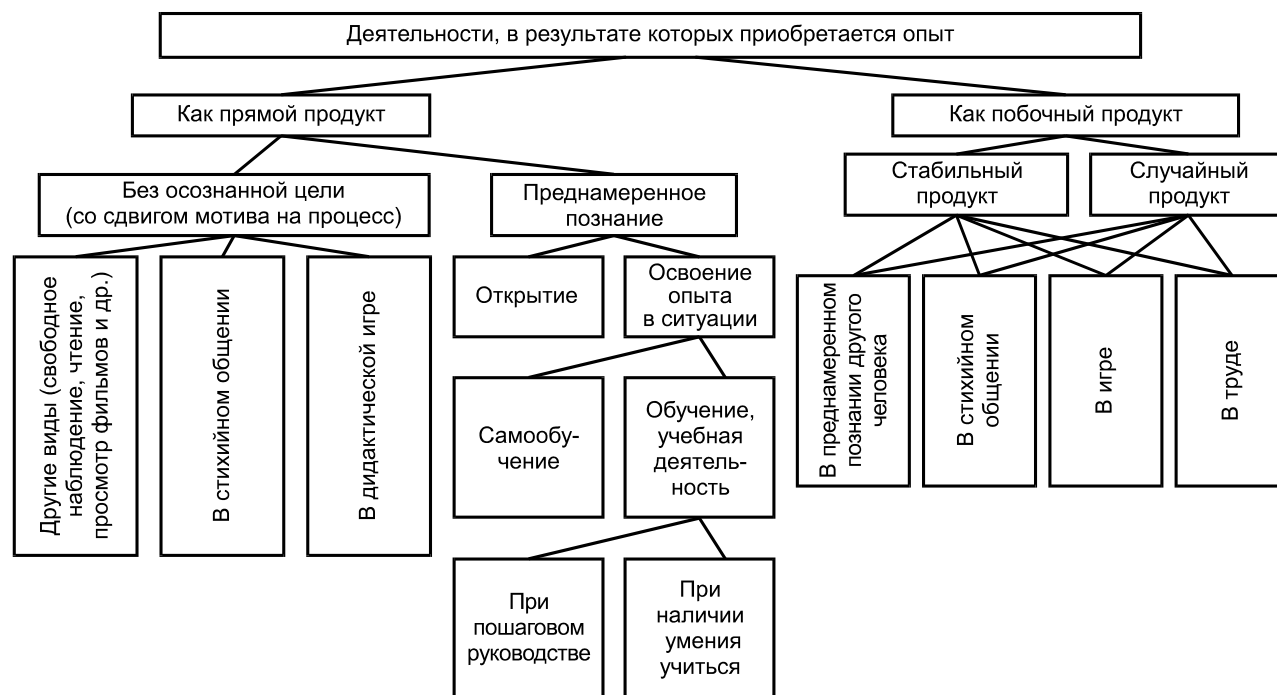 Деятельности, в результате которых приобретается опыт
Как прямой продукт
Как побочный продукт
Без осознанной цели
(со сдвигом мотива на процесс)
Преднамеренное
познание
Стабильный
продукт
Случайный
продукт
Другие виды (свободное
наблюдение, чтение,
просмотр фильмов и др.)
В стихийном общении
В дидактической игре
Открытие
Освоение
опыта
в ситуации
В преднамеренном
познании другого
человека
В стихийном
общении
В игре
В труде
Самообу-
чение
Обучение,
учебная
деятель-
ность
При
пошаговом
руководстве
При
наличии
умения
учиться